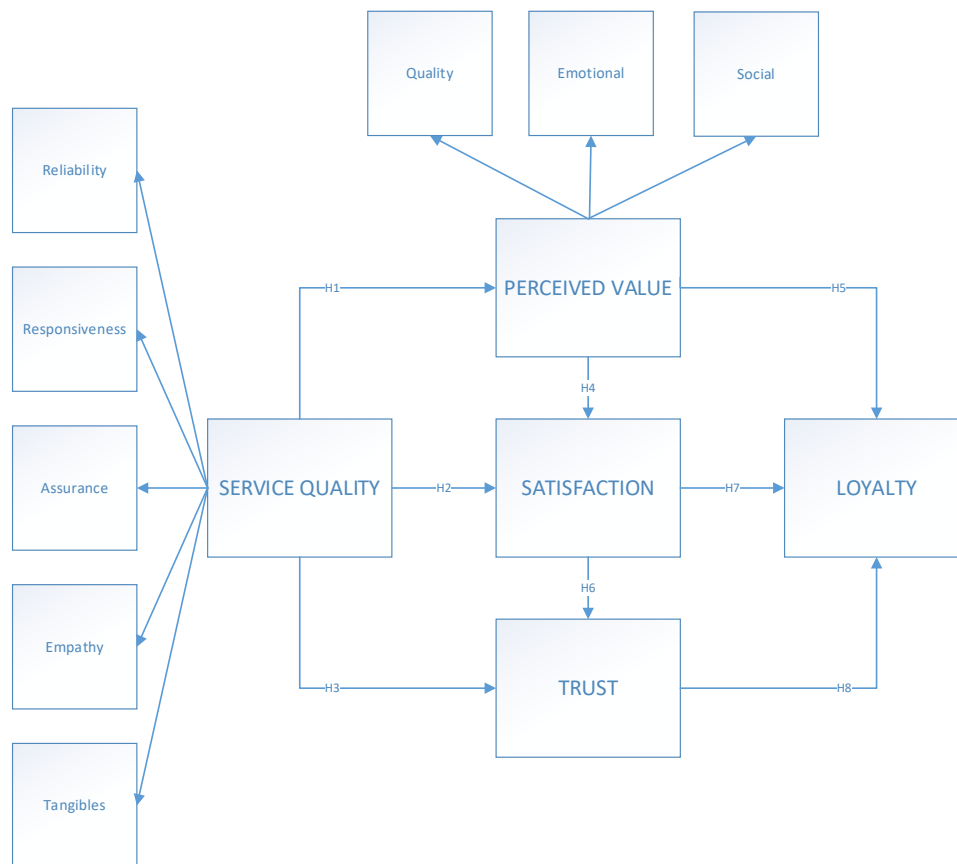 Quality
Emotional
Social
Reliability
H1
PERCEIVED VALUE
H5
Responsiveness
H4
Assurance
SERVICE QUALITY
H2
SATISFACTION
H7
LOYALTY
H6
Empathy
H3
TRUST
H8
Tangibles